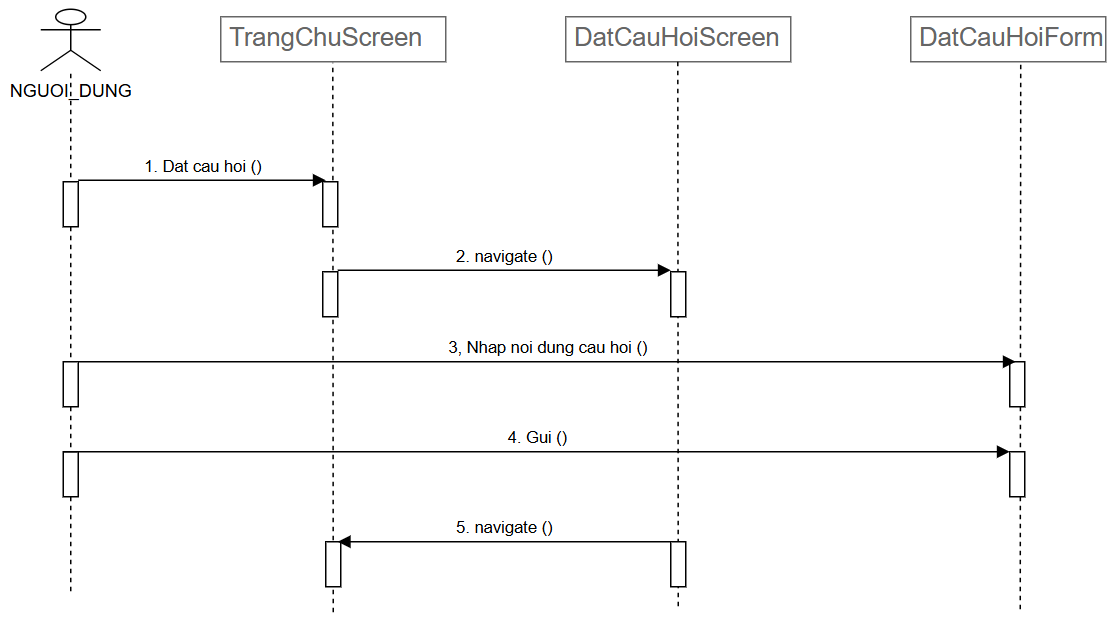 TrangChuScreen
DatCauHoiScreen
DatCauHoiForm
NGUOI_DUNG
1. Dat cau hoi ()
2. navigate ()
3, Nhap noi dung cau hoi ()
4. Gui ()
5. navigate ()